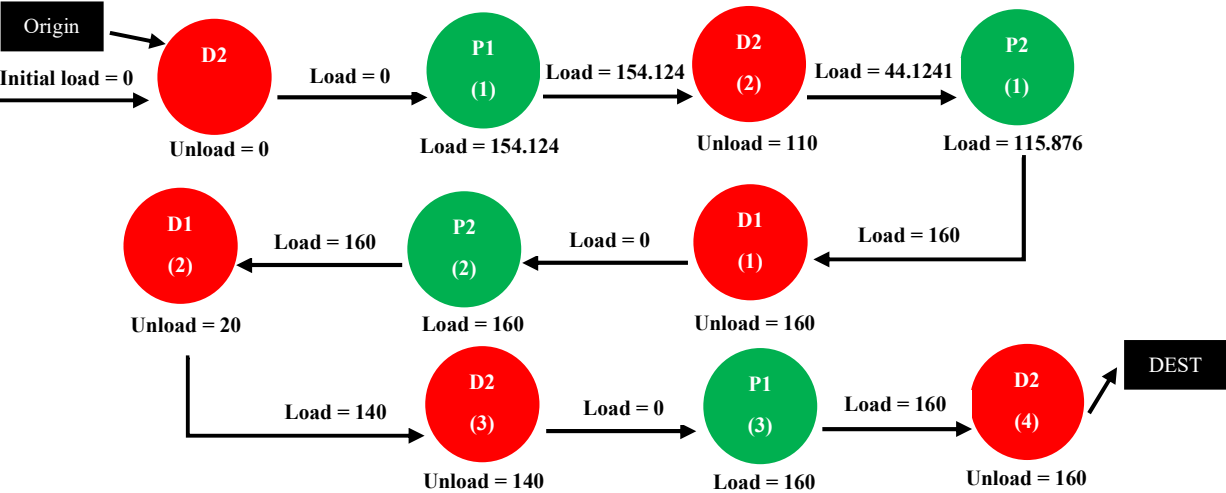 Origin
Initial load = 0
D2
Unload = 0
Load = 0
P1
(1)
Load = 154.124
Load = 154.124
D2
(2)
Unload = 110
Load = 44.1241
P2
(1)
Load = 115.876
Load = 160
D1
(1)
Unload = 160
Load = 0
P2
(2)
Load = 160
Load = 160
D1
(2)
Unload = 20
Load = 140
D2
(3)
Unload = 140
Load = 0
P1
(3)
Load = 160
Load = 160
D2
(4)
Unload = 160
DEST